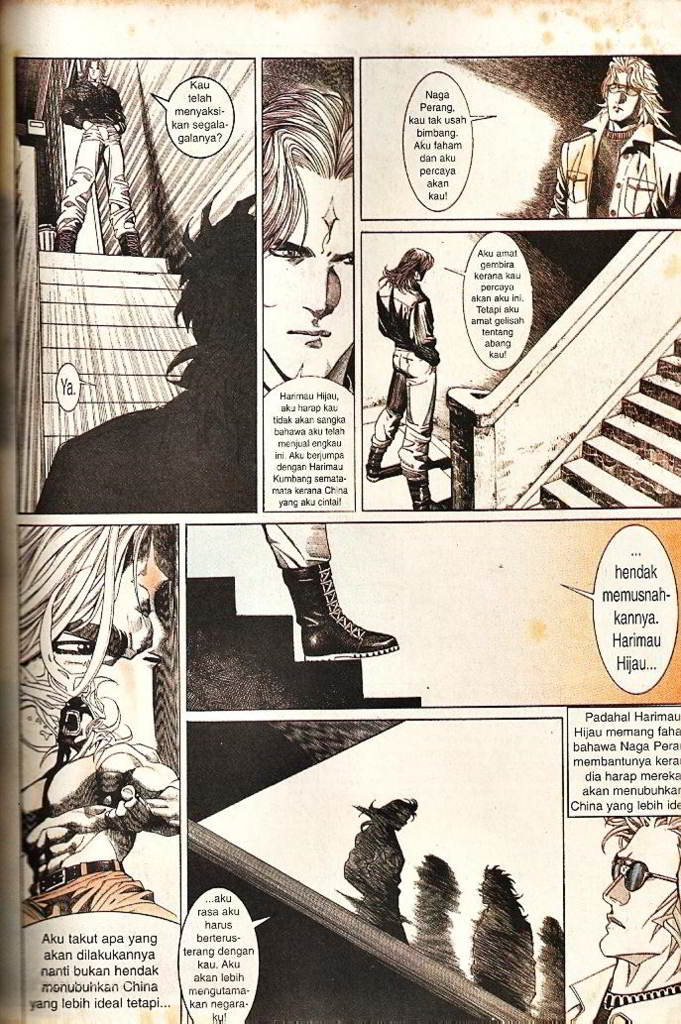 Kau
telah
menyaksi-
kan segala-
galanya?
Ya.
Harimau Hijau,
aku harap kau
tidak akan sangka
bahawa aku telah
menjual engkau
ini. Aku berjumpa
dengan Harimau
Kumbang semata-
mata kerana China
yang aku cintai!
Naga
Perang,
kau tak usah
bimbang.
Aku faham
dan aku
percaya
akan
kau!
Aku amat
gembira
kerana kau
percaya
akan aku ini.
Tetapi aku
amat gelisah
tentang
abang
kau!
Aku takut apa yang
akan dilakukannya
nanti bukan hendak
menubuhkan China
yang lebih ideal tetapi...
...
hendak
memusnah-
kannya.
Harimau
Hijau...
...aku
rasa aku
harus
berterus-
terang dengan
kau. Aku
akan lebih
mengutama-
kan negara-
ku!
Padahal Harimau
Hijau memang faha
bahawa Naga Pera
membantunya kera
dia harap mereka
akan menubuhkan
China yang lebih ide